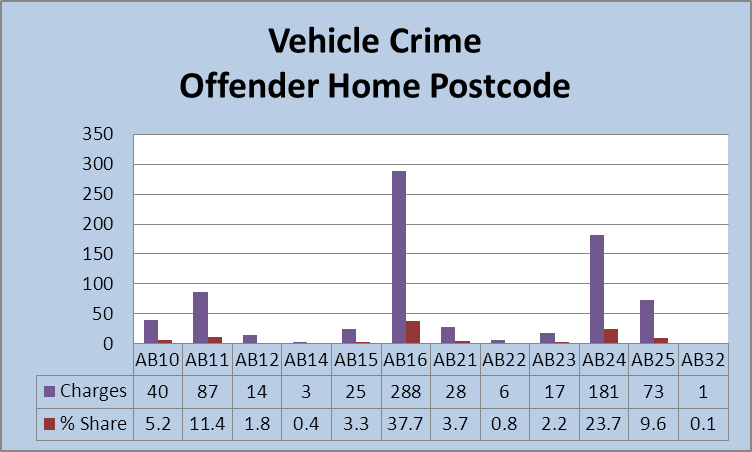 Vehicle Crime
Offender Home Postcode
350
300
250
200
150
100
50
0
AB10 AB11 AB12 AB14 AB15 AB16 AB21 AB22 AB23 AB24 AB25 AB32
Charges 40 87 14 3 25 288 28 6 17 181 73 1
% Share 5.2 11.4 1.8 0.4 3.3 37.7 3.7 0.8 2.2 23.7 9.6 0.1